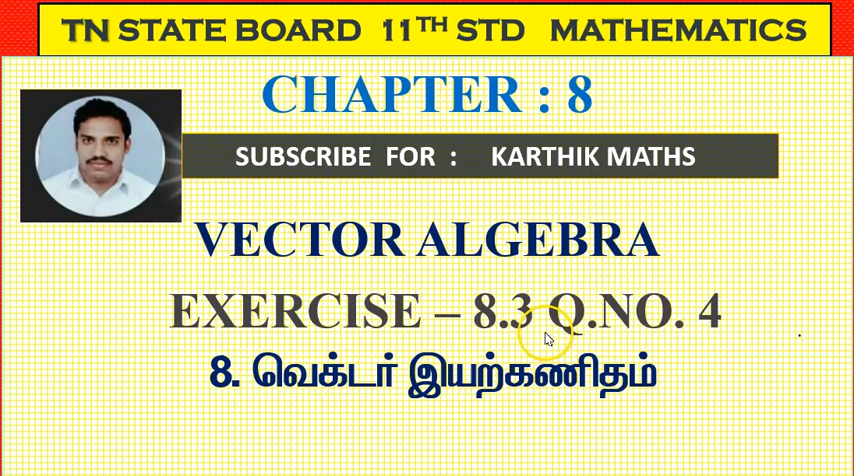 TN STATE BOARD 11TH STD MATHEMATICS
CHAPTER : 8
SUBSCRIBE FOR : KARTHIK MATHS
VECTOR ALGEBRA
EXERCISE – 8.3 Q.NO. 4
8. வெக்டர் இயற்கணிதம்